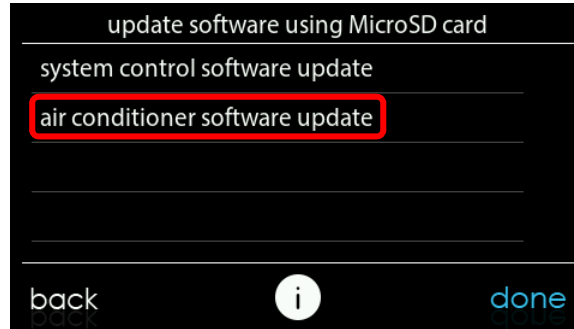 update software using MicroSD card
system control software update
air conditioner software update
back
i
done